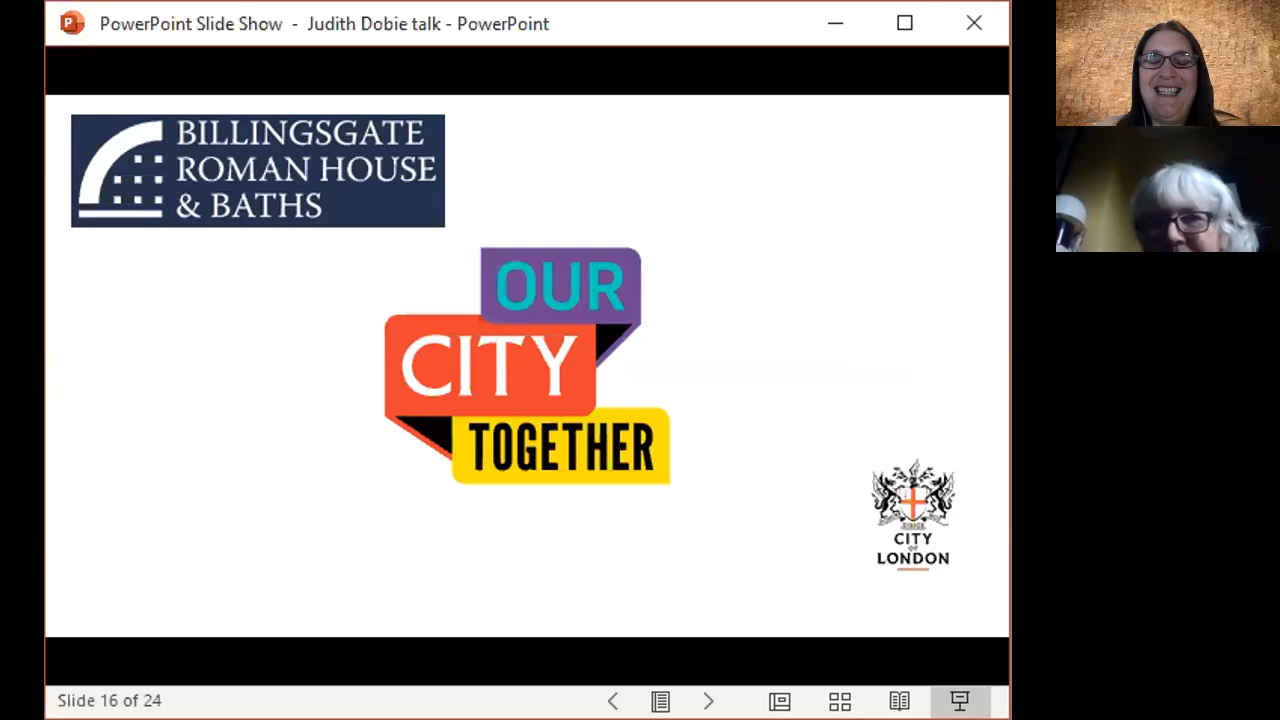 PowerPoint Slide Show - Judith Dobie talk - PowerPoint
BILLINGSGATE
ROMAN HOUSE
& BATHS
OUR
CITY
TOGETHER
CITY
OF
LONDON
Slide 16 of 24